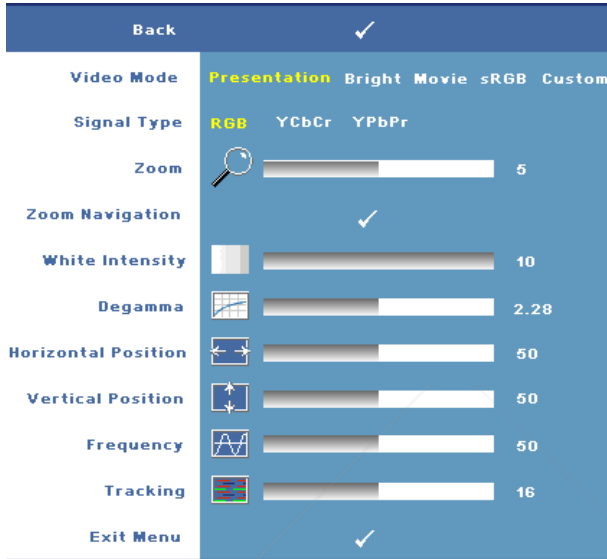 Back
Video Mode Presentation Bright Movie sRGB Custom
Signal Type RGB YCbCr YPbPr
Zoom 5
Zoom Navigation
White Intensity 10
Degamma 2.28
Horizontal Position 50
Vertical Position 50
Frequency 50
Tracking 16
Exit Menu